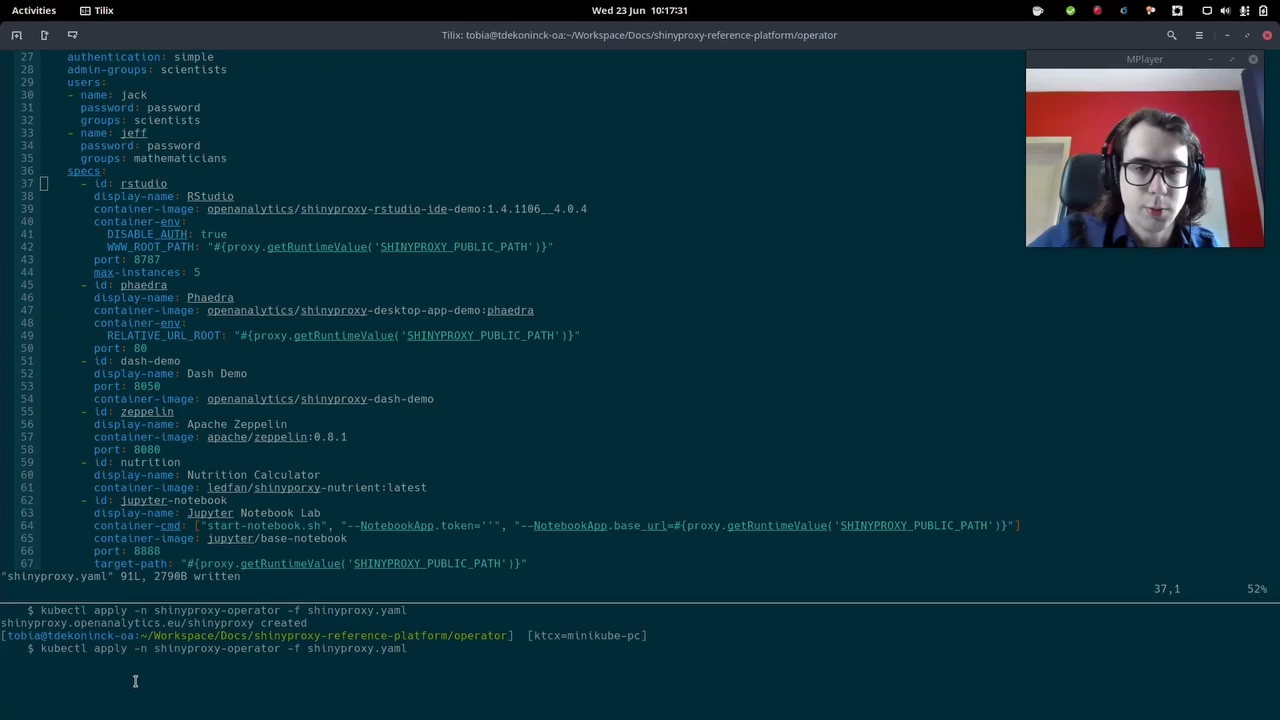 Activities
Tilix
Wed 23 Jun  10:17:31
Tilix: tobia@tdekoninck-oa:~/Workspace/Docs/shinyproxy-reference-platform/operator
MPlayer
27     authentication: simple
28     admin-groups: scientists
29     users:
30     - name: jack
31       password: password
32       groups: scientists
33     - name: jeff
34       password: password
35       groups: mathematicians
36     specs:
37       - id: rstudio
38         display-name: RStudio
39         container-image: openanalytics/shinyproxy-rstudio-ide-demo:1.4.1106__4.0.4
40         container-env:
41           DISABLE_AUTH: true
42           WWW_ROOT_PATH: "#{proxy.getRuntimeValue('SHINYPROXY_PUBLIC_PATH')}"
43         port: 8787
44         max-instances: 5
45       - id: phaedra
46         display-name: Phaedra
47         container-image: openanalytics/shinyproxy-desktop-app-demo:phaedra
48         container-env:
49           RELATIVE_URL_ROOT: "#{proxy.getRuntimeValue('SHINYPROXY_PUBLIC_PATH')}"
50         port: 80
51       - id: dash-demo
52         display-name: Dash Demo
53         port: 8050
54         container-image: openanalytics/shinyproxy-dash-demo
55       - id: zeppelin
56         display-name: Apache Zeppelin
57         container-image: apache/zeppelin:0.8.1
58         port: 8080
59       - id: nutrition
60         display-name: Nutrition Calculator
61         container-image: ledfan/shinyporxy-nutrient:latest
62       - id: jupyter-notebook
63         display-name: Jupyter Notebook Lab
64         container-cmd: ["start-notebook.sh", "--NotebookApp.token=''", "--NotebookApp.base_url=#{proxy.getRuntimeValue('SHINYPROXY_PUBLIC_PATH')}"]
65         container-image: jupyter/base-notebook
66         port: 8888
67         target-path: "#{proxy.getRuntimeValue('SHINYPROXY_PUBLIC_PATH')}"
"shinyproxy.yaml" 91L, 2790B written
37,1    52%
$ kubectl apply -n shinyproxy-operator -f shinyproxy.yaml
shinyproxy.openanalytics.eu/shinyproxy created
[tobia@tdekoninck-oa:~/Workspace/Docs/shinyproxy-reference-platform/operator]  [ktcx=minikube-pc]
$ kubectl apply -n shinyproxy-operator -f shinyproxy.yaml